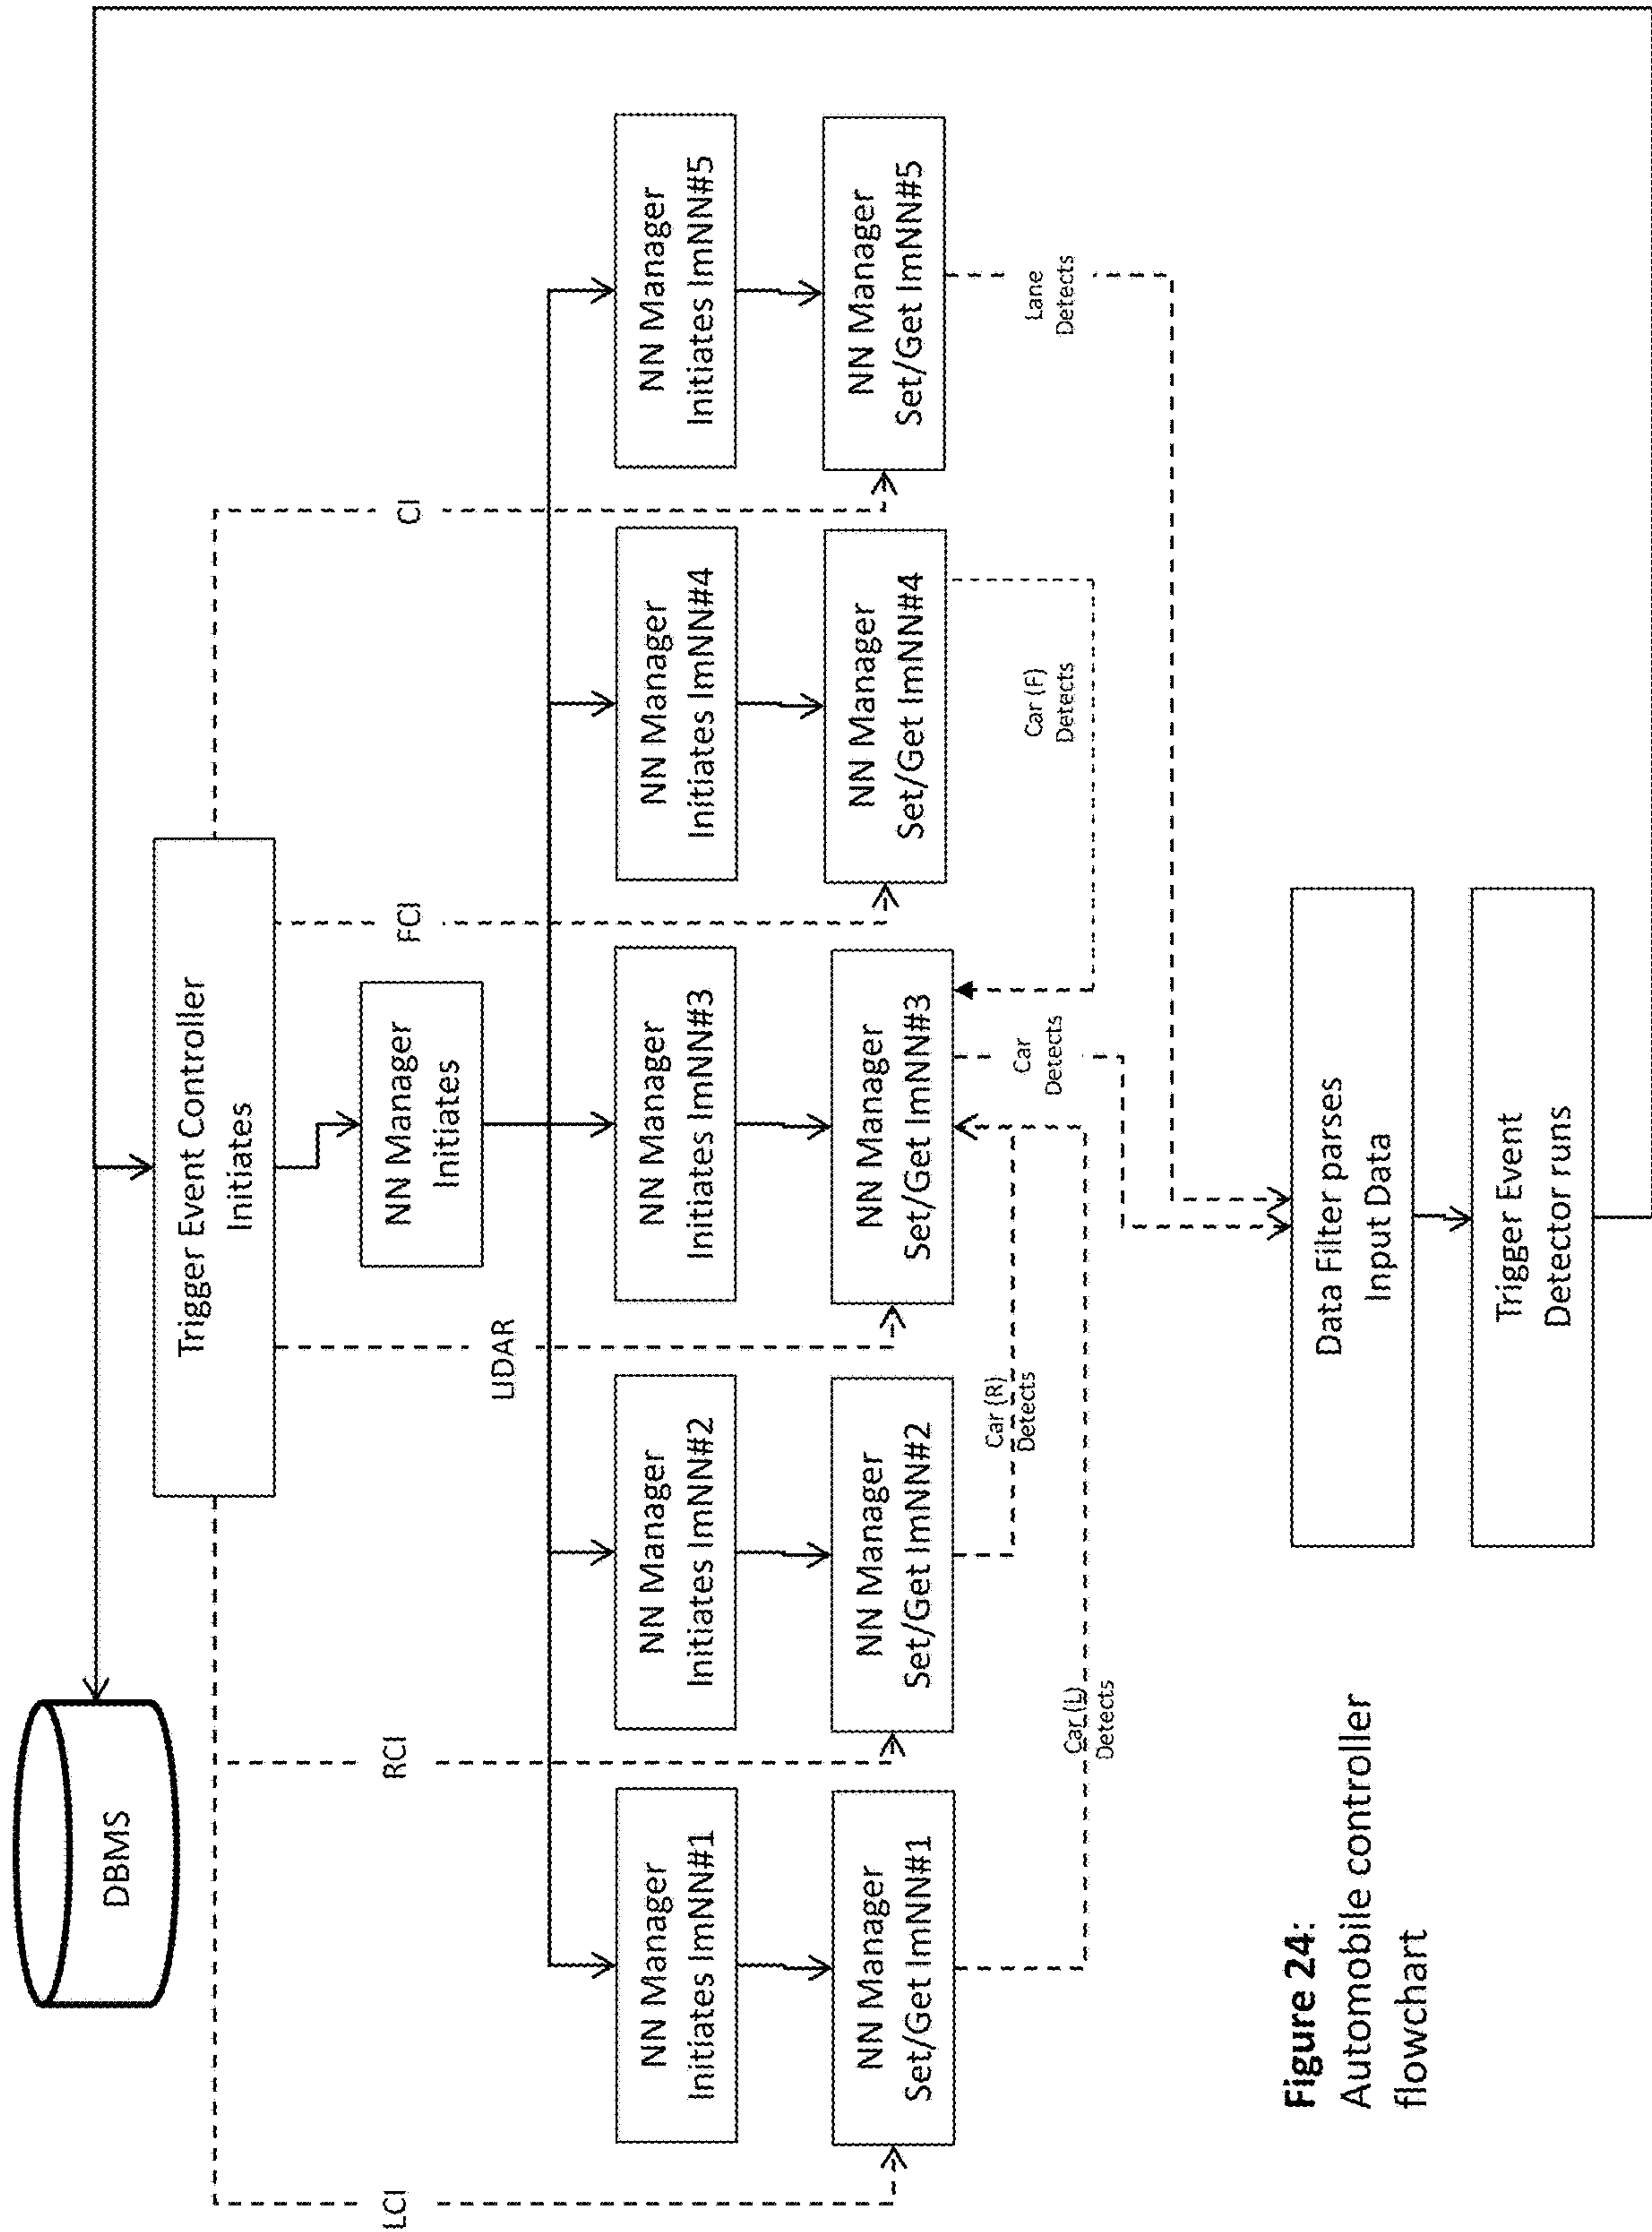 DBMS
Trigger Event Controller
Initiates
LCI
RCI
LIDAR
FCI
CI
NN Manager
Initiates
NN Manager
Initiates ImNN#1
NN Manager
Initiates ImNN#2
NN Manager
Initiates ImNN#3
NN Manager
Initiates ImNN#4
NN Manager
Initiates ImNN#5
NN Manager
Set/Get ImNN#1
NN Manager
Set/Get ImNN#2
NN Manager
Set/Get ImNN#3
NN Manager
Set/Get ImNN#4
NN Manager
Set/Get ImNN#5
Car (L)
Detects
Car (R)
Detects
Car
Detects
Car (F)
Detects
Lane
Detects
Data Filter parses
Input Data
Trigger Event
Detector runs
Figure 24:
Automobile controller
flowchart